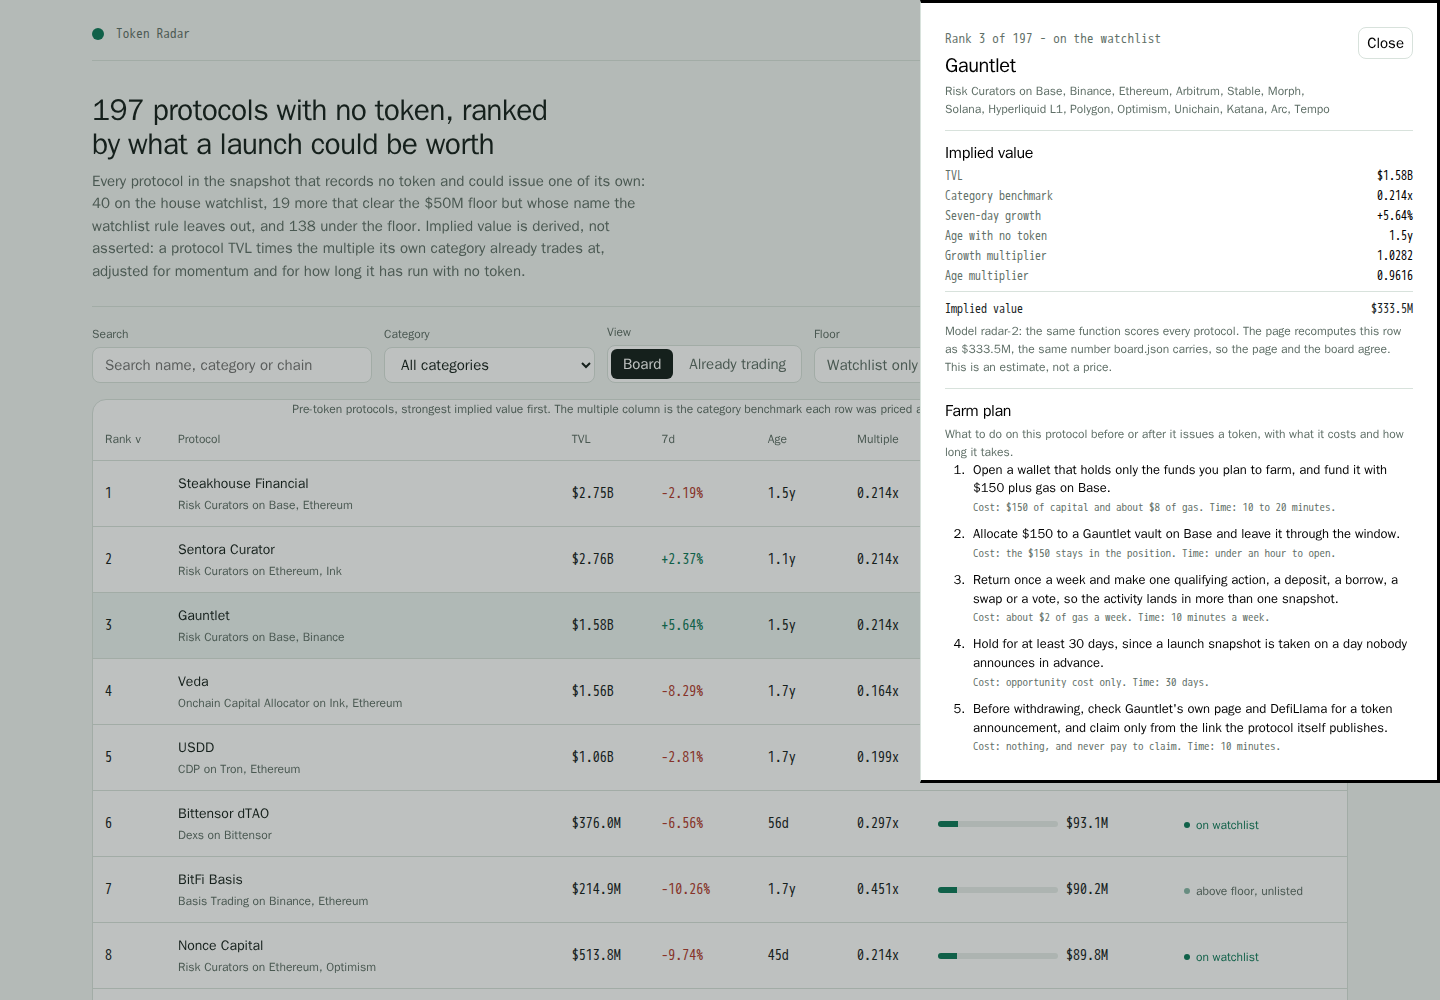 Token Radar
197 protocols with no token, ranked
by what a launch could be worth
Every protocol in the snapshot that records no token and could issue one of its own:
40 on the house watchlist, 19 more that clear the $50M floor but whose name the
watchlist rule leaves out, and 138 under the floor. Implied value is derived, not
asserted: a protocol TVL times the multiple its own category already trades at,
adjusted for momentum and for how long it has run with no token.
Search
Category
View
Floor
Search name, category or chain
All categories
Board
Already trading
Watchlist only
Pre-token protocols, strongest implied value first. The multiple column is the category benchmark each row was priced
Rank v
Protocol
TVL
7d
Age
Multiple
1
Steakhouse Financial
Risk Curators on Base, Ethereum
$2.75B
-2.19%
1.5y
0.214x
2
Sentora Curator
Risk Curators on Ethereum, Ink
$2.76B
+2.37%
1.1y
0.214x
3
Gauntlet
Risk Curators on Base, Binance
$1.58B
+5.64%
1.5y
0.214x
4
Veda
Onchain Capital Allocator on Ink, Ethereum
$1.56B
-8.29%
1.7y
0.164x
5
USDD
CDP on Tron, Ethereum
$1.06B
-2.81%
1.7y
0.199x
6
Bittensor dTAO
Dexs on Bittensor
$376.0M
-6.56%
56d
0.297x
$93.1M
on watchlist
7
BitFi Basis
Basis Trading on Binance, Ethereum
$214.9M
-10.26%
1.7y
0.451x
$90.2M
above floor, unlisted
8
Nonce Capital
Risk Curators on Ethereum, Optimism
$513.8M
-9.74%
45d
0.214x
$89.8M
on watchlist
Rank 3 of 197 - on the watchlist
Close
Gauntlet
Risk Curators on Base, Binance, Ethereum, Arbitrum, Stable, Morph,
Solana, Hyperliquid L1, Polygon, Optimism, Unichain, Katana, Arc, Tempo
Implied value
TVL $1.58B
Category benchmark 0.214x
Seven-day growth +5.64%
Age with no token 1.5y
Growth multiplier 1.0282
Age multiplier 0.9616
Implied value $333.5M
Model radar-2: the same function scores every protocol. The page recomputes this row
as $333.5M, the same number board.json carries, so the page and the board agree.
This is an estimate, not a price.
Farm plan
What to do on this protocol before or after it issues a token, with what it costs and how
long it takes.
1. Open a wallet that holds only the funds you plan to farm, and fund it with
$150 plus gas on Base.
Cost: $150 of capital and about $8 of gas. Time: 10 to 20 minutes.
2. Allocate $150 to a Gauntlet vault on Base and leave it through the window.
Cost: the $150 stays in the position. Time: under an hour to open.
3. Return once a week and make one qualifying action, a deposit, a borrow, a
swap or a vote, so the activity lands in more than one snapshot.
Cost: about $2 of gas a week. Time: 10 minutes a week.
4. Hold for at least 30 days, since a launch snapshot is taken on a day nobody
announces in advance.
Cost: opportunity cost only. Time: 30 days.
5. Before withdrawing, check Gauntlet's own page and DefiLlama for a token
announcement, and claim only from the link the protocol itself publishes.
Cost: nothing, and never pay to claim. Time: 10 minutes.